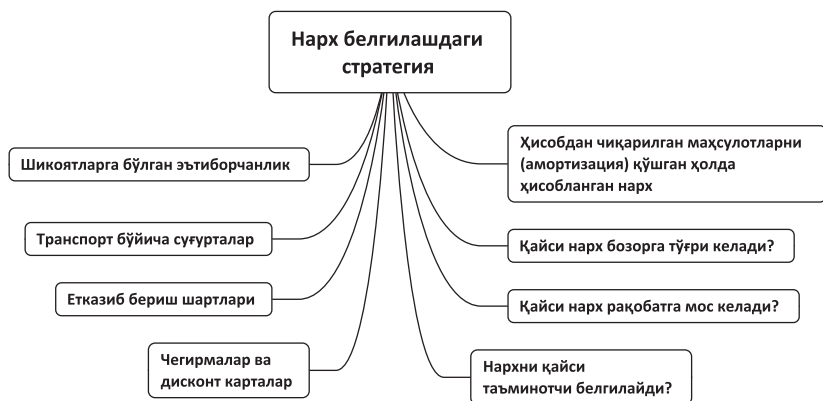 Нарх белгилашдаги
стратегия
Шикоятларга бўлган эътиборчанлик
Транспорт бўйича суғурталар
Етказиб бериш шартлари
Чегирмалар ва
дисконт карталар
Ҳисобдан чиқарилган маҳсулотларни
(амортизация) қўшган ҳолда
ҳисобланган нарх
Қайси нарх бозорга тўғри келади?
Қайси нарх рақобатга мос келади?
Нархни қайси
таъминотчи белгилайди?